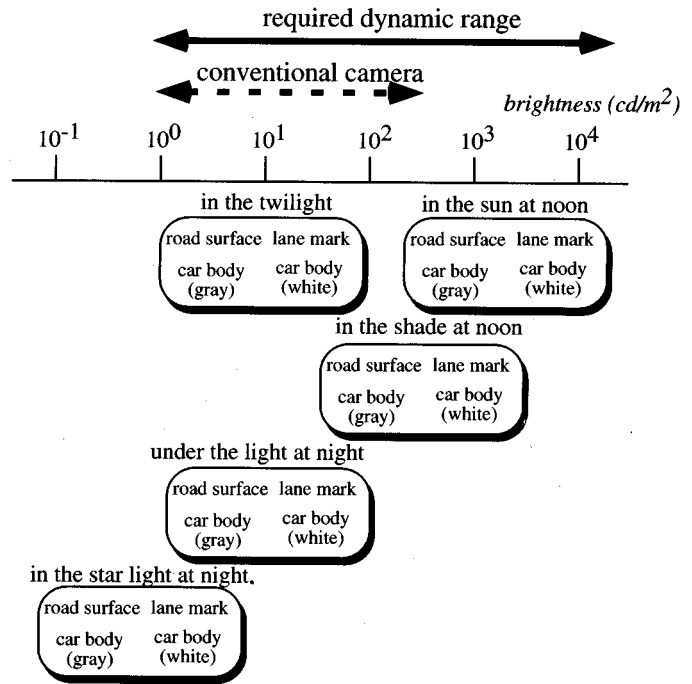 required dynamic range
conventional camera
brightness (cd/m²)
10⁻¹ 10⁰ 10¹ 10² 10³ 10⁴
in the twilight
road surface lane mark
car body car body
(gray) (white)
in the sun at noon
road surface lane mark
car body car body
(gray) (white)
in the shade at noon
road surface lane mark
car body car body
(gray) (white)
under the light at night
road surface lane mark
car body car body
(gray) (white)
in the star light at night.
road surface lane mark
car body car body
(gray) (white)